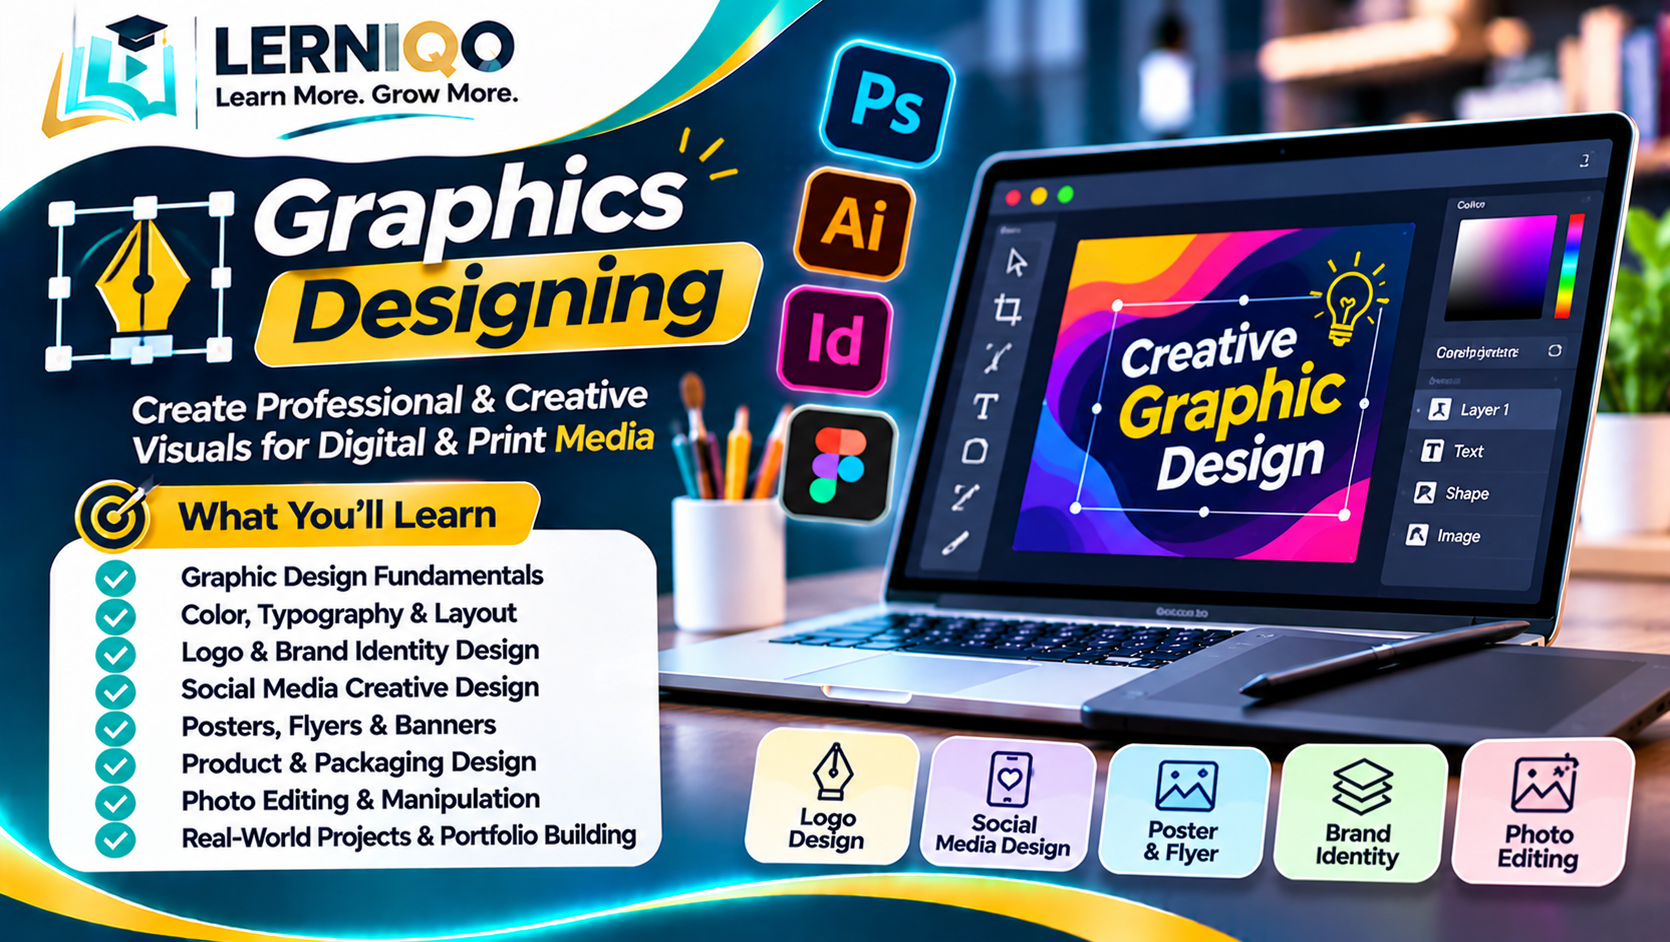 LERNIQO
Learn More. Grow More.
Graphics
Designing
Create Professional & Creative
Visuals for Digital & Print Media
What You'll Learn
Graphic Design Fundamentals
Color, Typography & Layout
Logo & Brand Identity Design
Social Media Creative Design
Posters, Flyers & Banners
Product & Packaging Design
Photo Editing & Manipulation
Real-World Projects & Portfolio Building
Ps
Ai
Id
Creative
Graphic
Design
T
Layer 1
T Text
Shape
Image
Logo
Design
Social
Media Design
Poster
& Flyer
Brand
Identity
Photo
Editing